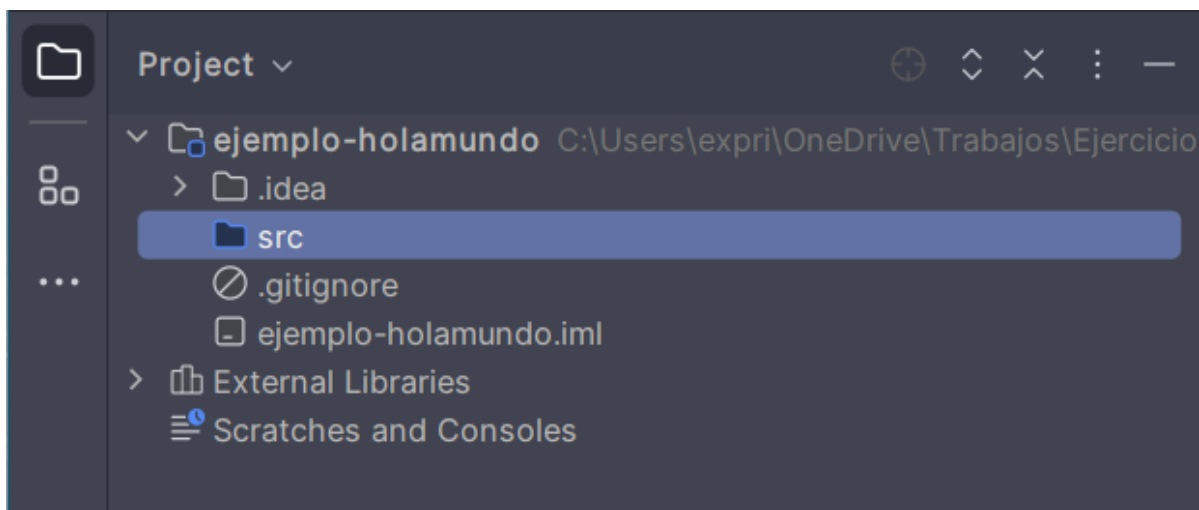 Project
ejemplo-holamundo C:\Users\expri\OneDrive\Trabajos\Ejercicio
.idea
src
.gitignore
ejemplo-holamundo.iml
External Libraries
Scratches and Consoles